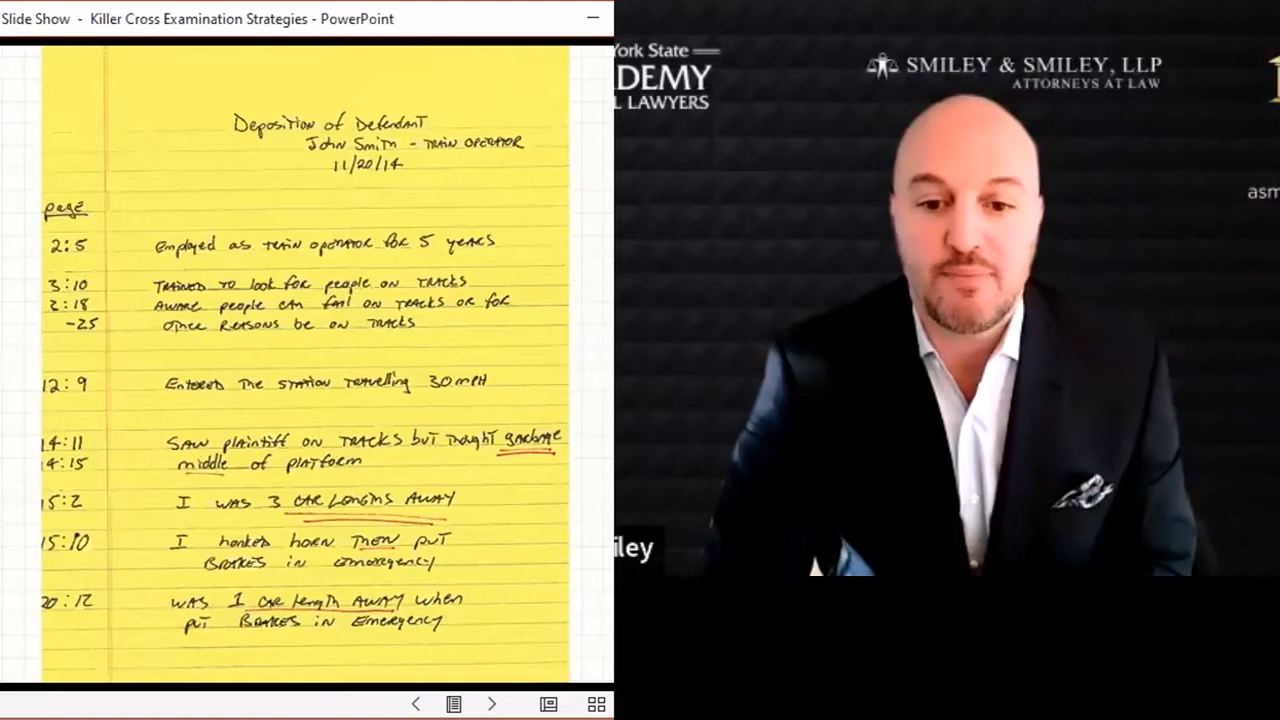 Slide Show - Killer Cross Examination Strategies - PowerPoint
Deposition of Defendant
John Smith - TRAIN OPERATOR
11/20/14
page
2:5 Employed as TRAIN OPERATOR for 5 years
3:10 TRAINED TO look for people on TRACKS
2:18 AWARE people can fall on TRACKS OR for
-25 other REASONS be on TRACKS
12:9 Entered The STATION TRAVElling 30 MPH
14:11 SAW plaintiff on TRACKS but Thought garbage
4:15 middle of platform
15:2 I WAS 3 CAR LENGTHS AWAY
15:10 I honked horn THEN put
BRAKES in emergency
20:12 WAS 1 CAR length AWAY when
put BRAKES in Emergency
York State
DEMY
L LAWYERS
SMILEY & SMILEY, LLP
ATTORNEYS AT LAW
asm
iley